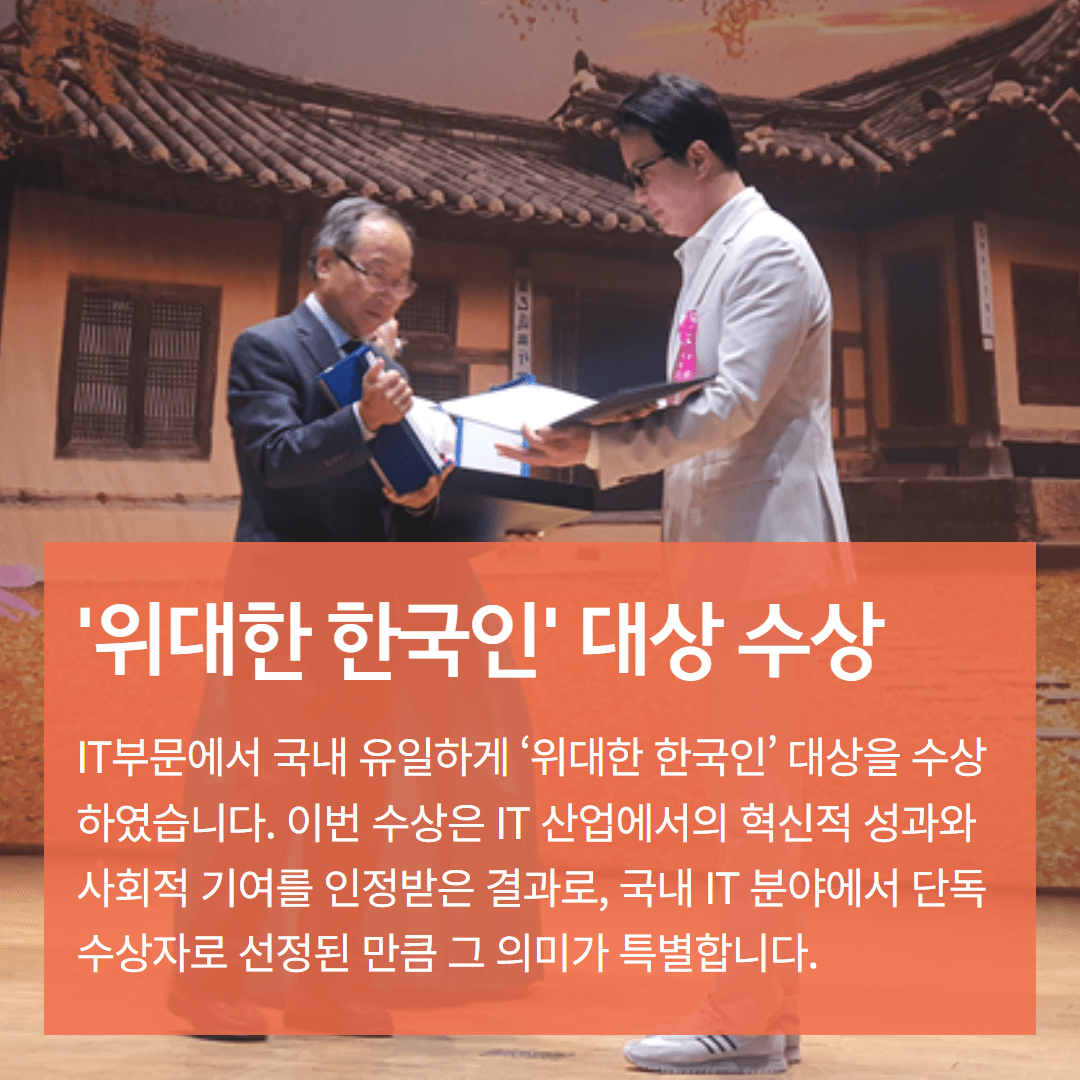 '위대한 한국인' 대상 수상
IT부문에서 국내 유일하게 ‘위대한 한국인’ 대상을 수상
하였습니다. 이번 수상은 IT 산업에서의 혁신적 성과와
사회적 기여를 인정받은 결과로, 국내 IT 분야에서 단독
수상자로 선정된 만큼 그 의미가 특별합니다.